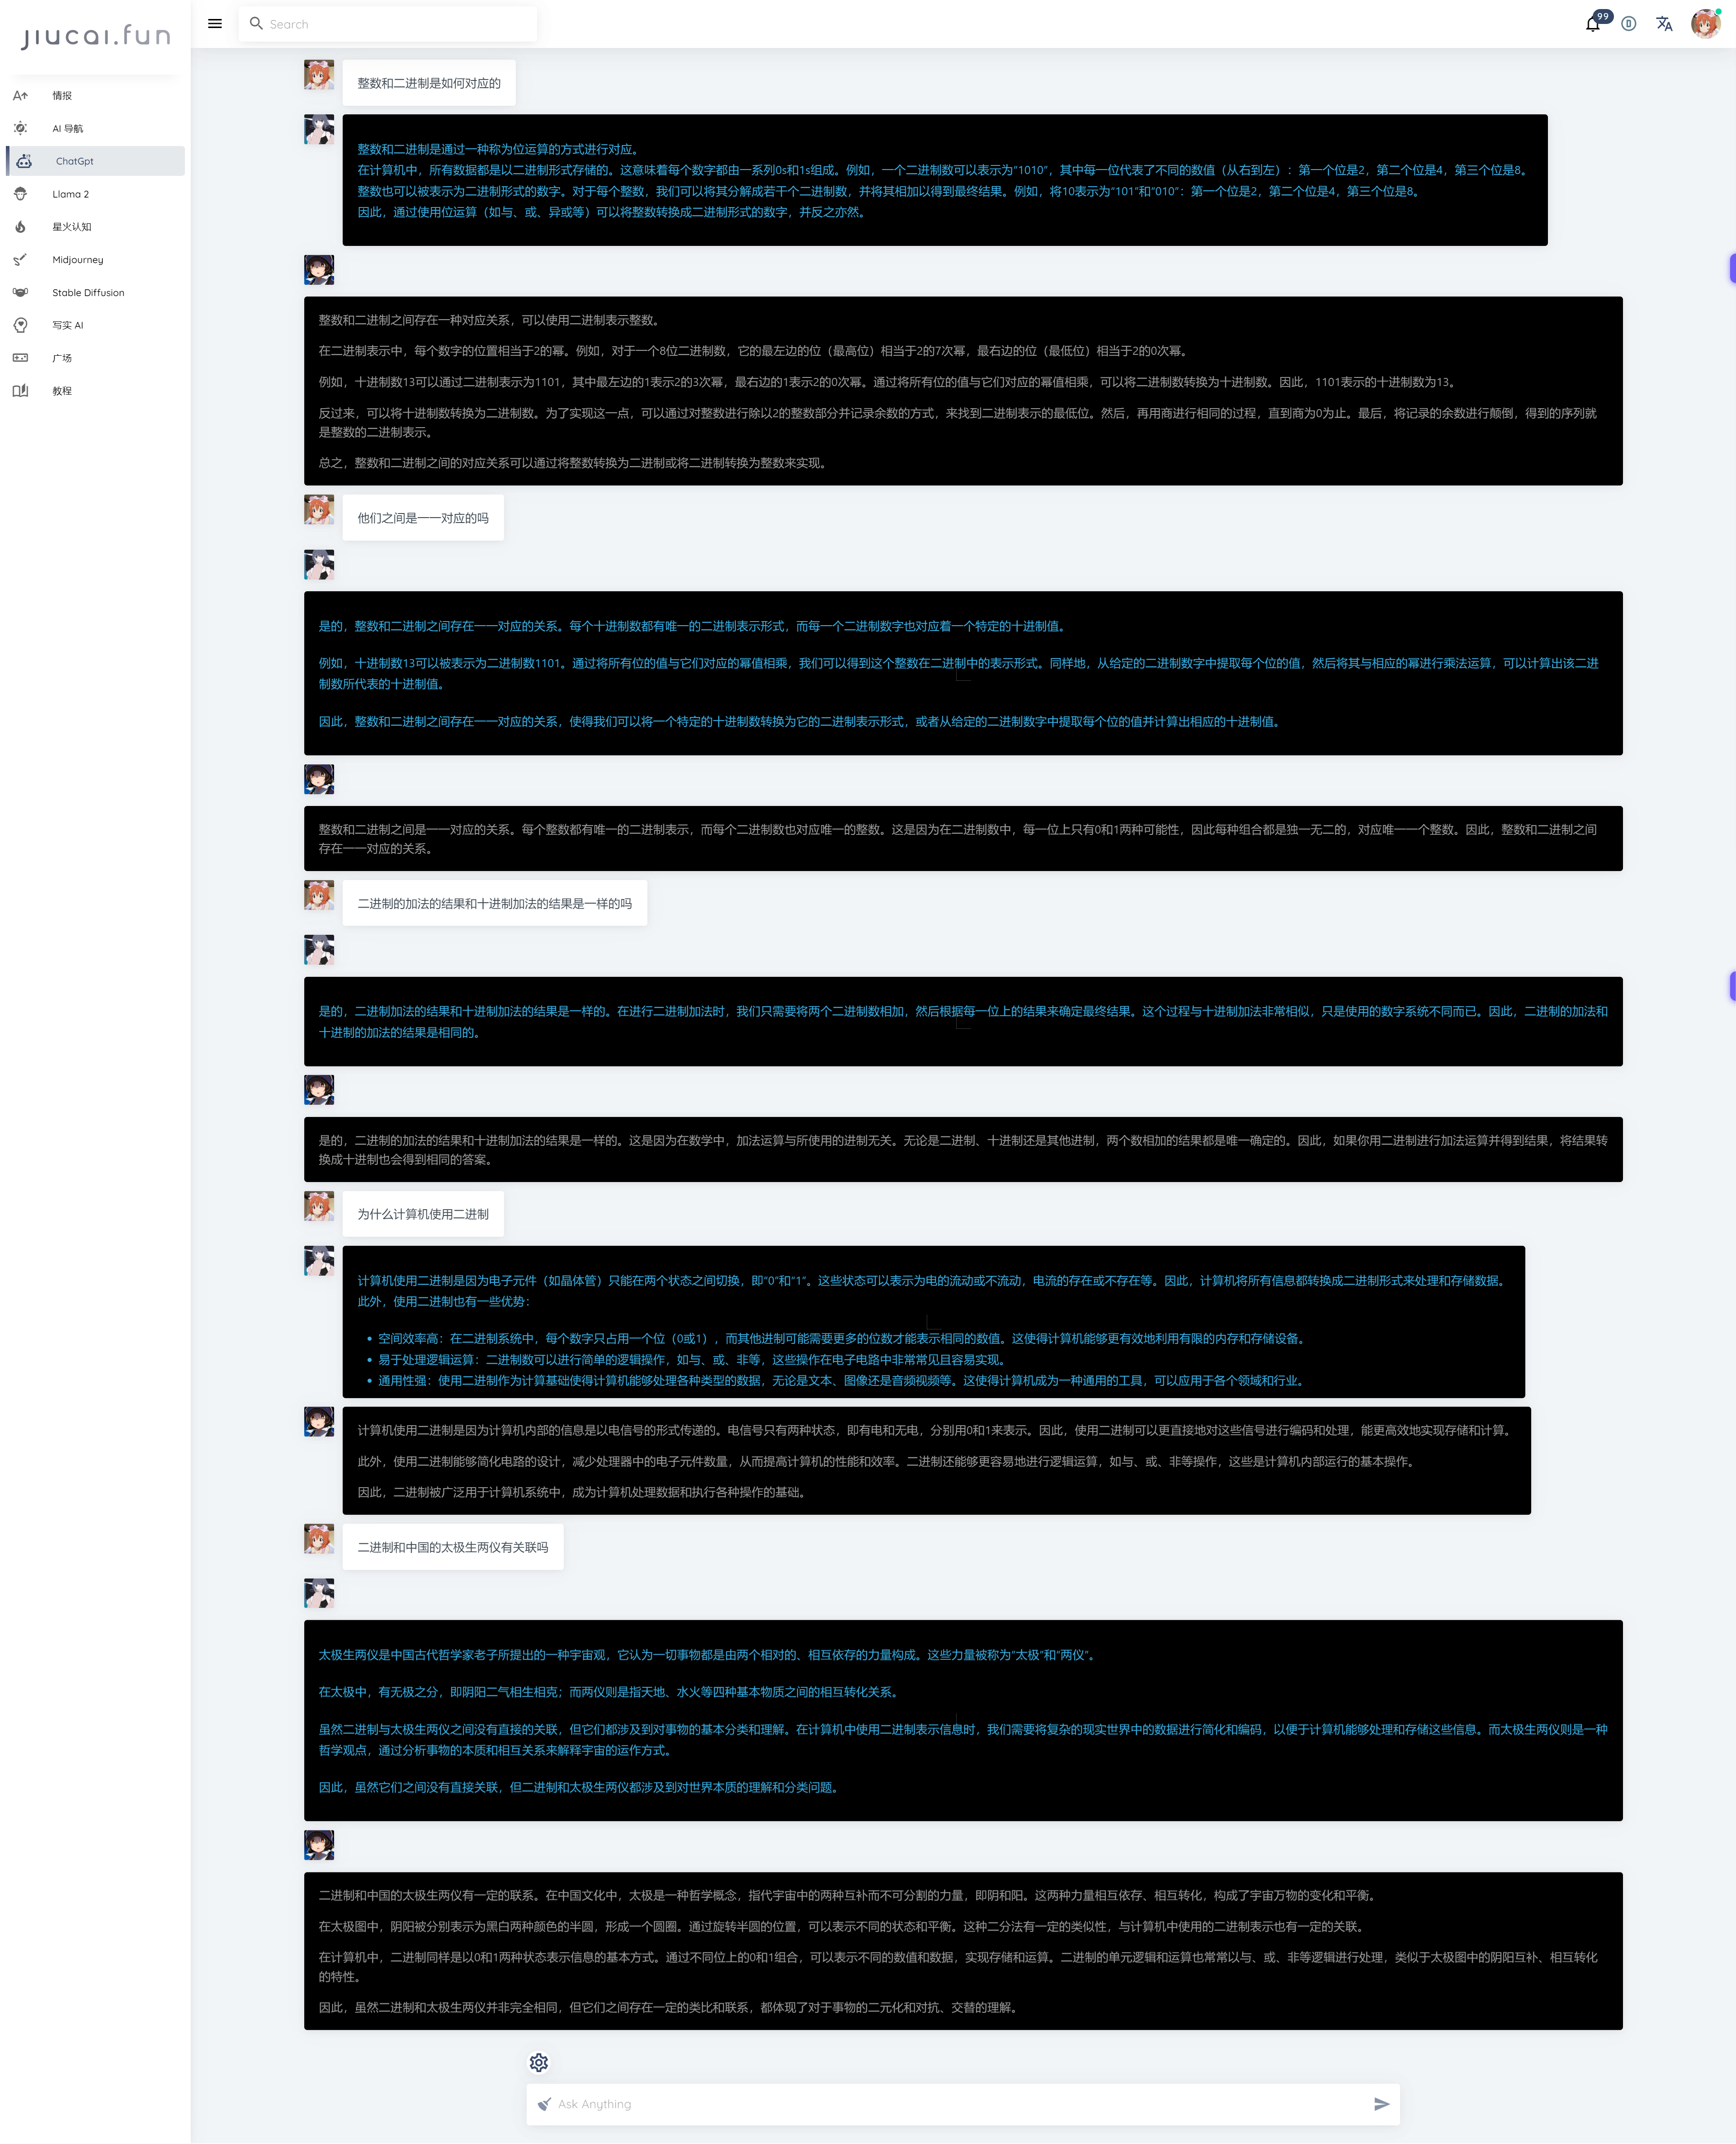 jiucai.fun
Search
99
情报
AI 导航
ChatGpt
Llama 2
星火认知
Midjourney
Stable Diffusion
写实 AI
广场
教程
整数和二进制是如何对应的
整数和二进制是通过一种称为位运算的方式进行对应。
在计算机中，所有数据都是以二进制形式存储的。这意味着每个数字都由一系列0s和1s组成。例如，一个二进制数可以表示为"1010"，其中每一位代表了不同的数值（从右到左）：第一个位是2，第二个位是4，第三个位是8。
整数也可以被表示为二进制形式的数字。对于每个整数，我们可以将其分解成若干个二进制数，并将其相加以得到最终结果。例如，将10表示为"101"和"010"：第一个位是2，第二个位是4，第三个位是8。
因此，通过使用位运算（如与、或、异或等）可以将整数转换成二进制形式的数字，并反之亦然。
整数和二进制之间存在一种对应关系，可以使用二进制表示整数。
在二进制表示中，每个数字的位置相当于2的幂。例如，对于一个8位二进制数，它的最左边的位（最高位）相当于2的7次幂，最右边的位（最低位）相当于2的0次幂。
例如，十进制数13可以通过二进制表示为1101，其中最左边的1表示2的3次幂，最右边的1表示2的0次幂。通过将所有位的值与它们对应的幂值相乘，可以将二进制数转换为十进制数。因此，1101表示的十进制数为13。
反过来，可以将十进制数转换为二进制数。为了实现这一点，可以通过对整数进行除以2的整数部分并记录余数的方式，来找到二进制表示的最低位。然后，再用商进行相同的过程，直到商为0为止。最后，将记录的余数进行颠倒，得到的序列就
是整数的二进制表示。
总之，整数和二进制之间的对应关系可以通过将整数转换为二进制或将二进制转换为整数来实现。
他们之间是一一对应的吗
是的，整数和二进制之间存在一一对应的关系。每个十进制数都有唯一的二进制表示形式，而每一个二进制数字也对应着一个特定的十进制值。
例如，十进制数13可以被表示为二进制数1101。通过将所有位的值与它们对应的幂值相乘，我们可以得到这个整数在二进制中的表示形式。同样地，从给定的二进制数字中提取每个位的值，然后将其与相应的幂进行乘法运算，可以计算出该二进
制数所代表的十进制值。
因此，整数和二进制之间存在一一对应的关系，使得我们可以将一个特定的十进制数转换为它的二进制表示形式，或者从给定的二进制数字中提取每个位的值并计算出相应的十进制值。
整数和二进制之间是一一对应的关系。每个整数都有唯一的二进制表示，而每个二进制数也对应唯一的整数。这是因为在二进制数中，每一位上只有0和1两种可能性，因此每种组合都是独一无二的，对应唯一一个整数。因此，整数和二进制之间
存在一一对应的关系。
二进制的加法的结果和十进制加法的结果是一样的吗
是的，二进制加法的结果和十进制加法的结果是一样的。在进行二进制加法时，我们只需要将两个二进制数相加，然后根据每一位上的结果来确定最终结果。这个过程与十进制加法非常相似，只是使用的数字系统不同而已。因此，二进制的加法和
十进制的加法的结果是相同的。
是的，二进制的加法的结果和十进制加法的结果是一样的。这是因为在数学中，加法运算与所使用的进制无关。无论是二进制、十进制还是其他进制，两个数相加的结果都是唯一确定的。因此，如果你用二进制进行加法运算并得到结果，将结果转
换成十进制也会得到相同的答案。
为什么计算机使用二进制
计算机使用二进制是因为电子元件（如晶体管）只能在两个状态之间切换，即"0"和"1"。这些状态可以表示为电的流动或不流动，电流的存在或不存在等。因此，计算机将所有信息都转换成二进制形式来处理和存储数据。
此外，使用二进制也有一些优势：
• 空间效率高：在二进制系统中，每个数字只占用一个位（0或1），而其他进制可能需要更多的位数才能表示相同的数值。这使得计算机能够更有效地利用有限的内存和存储设备。
• 易于处理逻辑运算：二进制数可以进行简单的逻辑操作，如与、或、非等，这些操作在电子电路中非常常见且容易实现。
• 通用性强：使用二进制作为计算基础使得计算机能够处理各种类型的数据，无论是文本、图像还是音频视频等。这使得计算机成为一种通用的工具，可以应用于各个领域和行业。
计算机使用二进制是因为计算机内部的信息是以电信号的形式传递的。电信号只有两种状态，即有电和无电，分别用0和1来表示。因此，使用二进制可以更直接地对这些信号进行编码和处理，能更高效地实现存储和计算。
此外，使用二进制能够简化电路的设计，减少处理器中的电子元件数量，从而提高计算机的性能和效率。二进制还能够更容易地进行逻辑运算，如与、或、非等操作，这些是计算机内部运行的基本操作。
因此，二进制被广泛用于计算机系统中，成为计算机处理数据和执行各种操作的基础。
二进制和中国的太极生两仪有关联吗
太极生两仪是中国古代哲学家老子所提出的一种宇宙观，它认为一切事物都是由两个相对的、相互依存的力量构成。这些力量被称为"太极"和"两仪"。
在太极中，有无极之分，即阴阳二气相生相克；而两仪则是指天地、水火等四种基本物质之间的相互转化关系。
虽然二进制与太极生两仪之间没有直接的关联，但它们都涉及到对事物的基本分类和理解。在计算机中使用二进制表示信息时，我们需要将复杂的现实世界中的数据进行简化和编码，以便于计算机能够处理和存储这些信息。而太极生两仪则是一种
哲学观点，通过分析事物的本质和相互关系来解释宇宙的运作方式。
因此，虽然它们之间没有直接关联，但二进制和太极生两仪都涉及到对世界本质的理解和分类问题。
二进制和中国的太极生两仪有一定的联系。在中国文化中，太极是一种哲学概念，指代宇宙中的两种互补而不可分割的力量，即阴和阳。这两种力量相互依存、相互转化，构成了宇宙万物的变化和平衡。
在太极图中，阴阳被分别表示为黑白两种颜色的半圆，形成一个圆圈。通过旋转半圆的位置，可以表示不同的状态和平衡。这种二分法有一定的类似性，与计算机中使用的二进制表示也有一定的关联。
在计算机中，二进制同样是以0和1两种状态表示信息的基本方式。通过不同位上的0和1组合，可以表示不同的数值和数据，实现存储和运算。二进制的单元逻辑和运算也常常以与、或、非等逻辑进行处理，类似于太极图中的阴阳互补、相互转化
的特性。
因此，虽然二进制和太极生两仪并非完全相同，但它们之间存在一定的类比和联系，都体现了对于事物的二元化和对抗、交替的理解。
Ask Anything